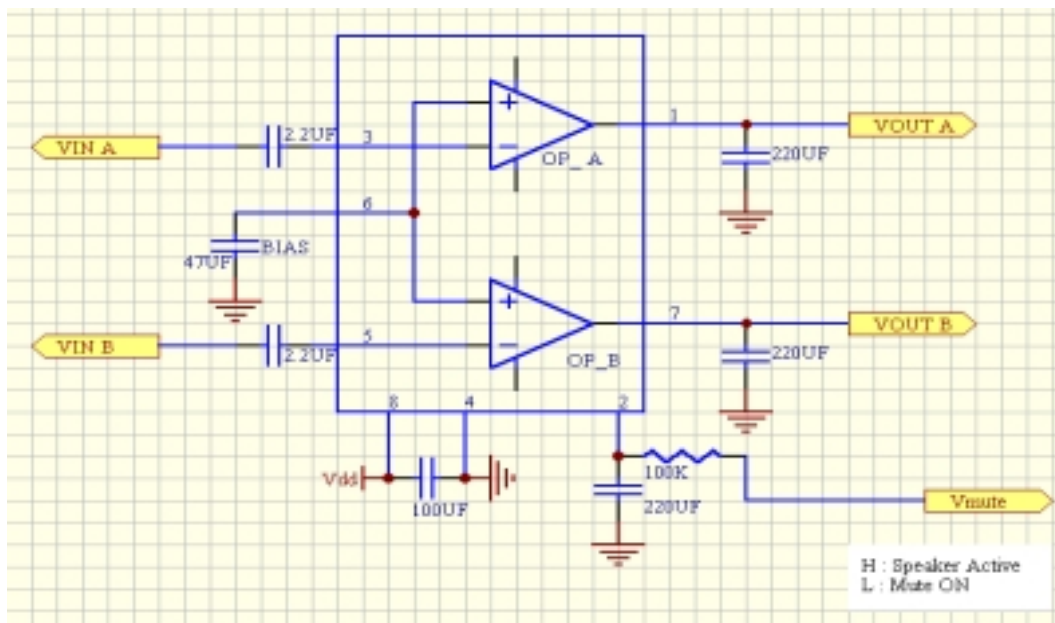 2.2UF
3
1
VIN A
OP_ A
VOUT A
220UF
6
BIAS
47UF
VIN B
2.2UF
5
7
OP_B
VOUT B
220UF
8
4
2
Vdd
100UF
100K
220UF
Vmute
H : Speaker Active
L : Mute ON